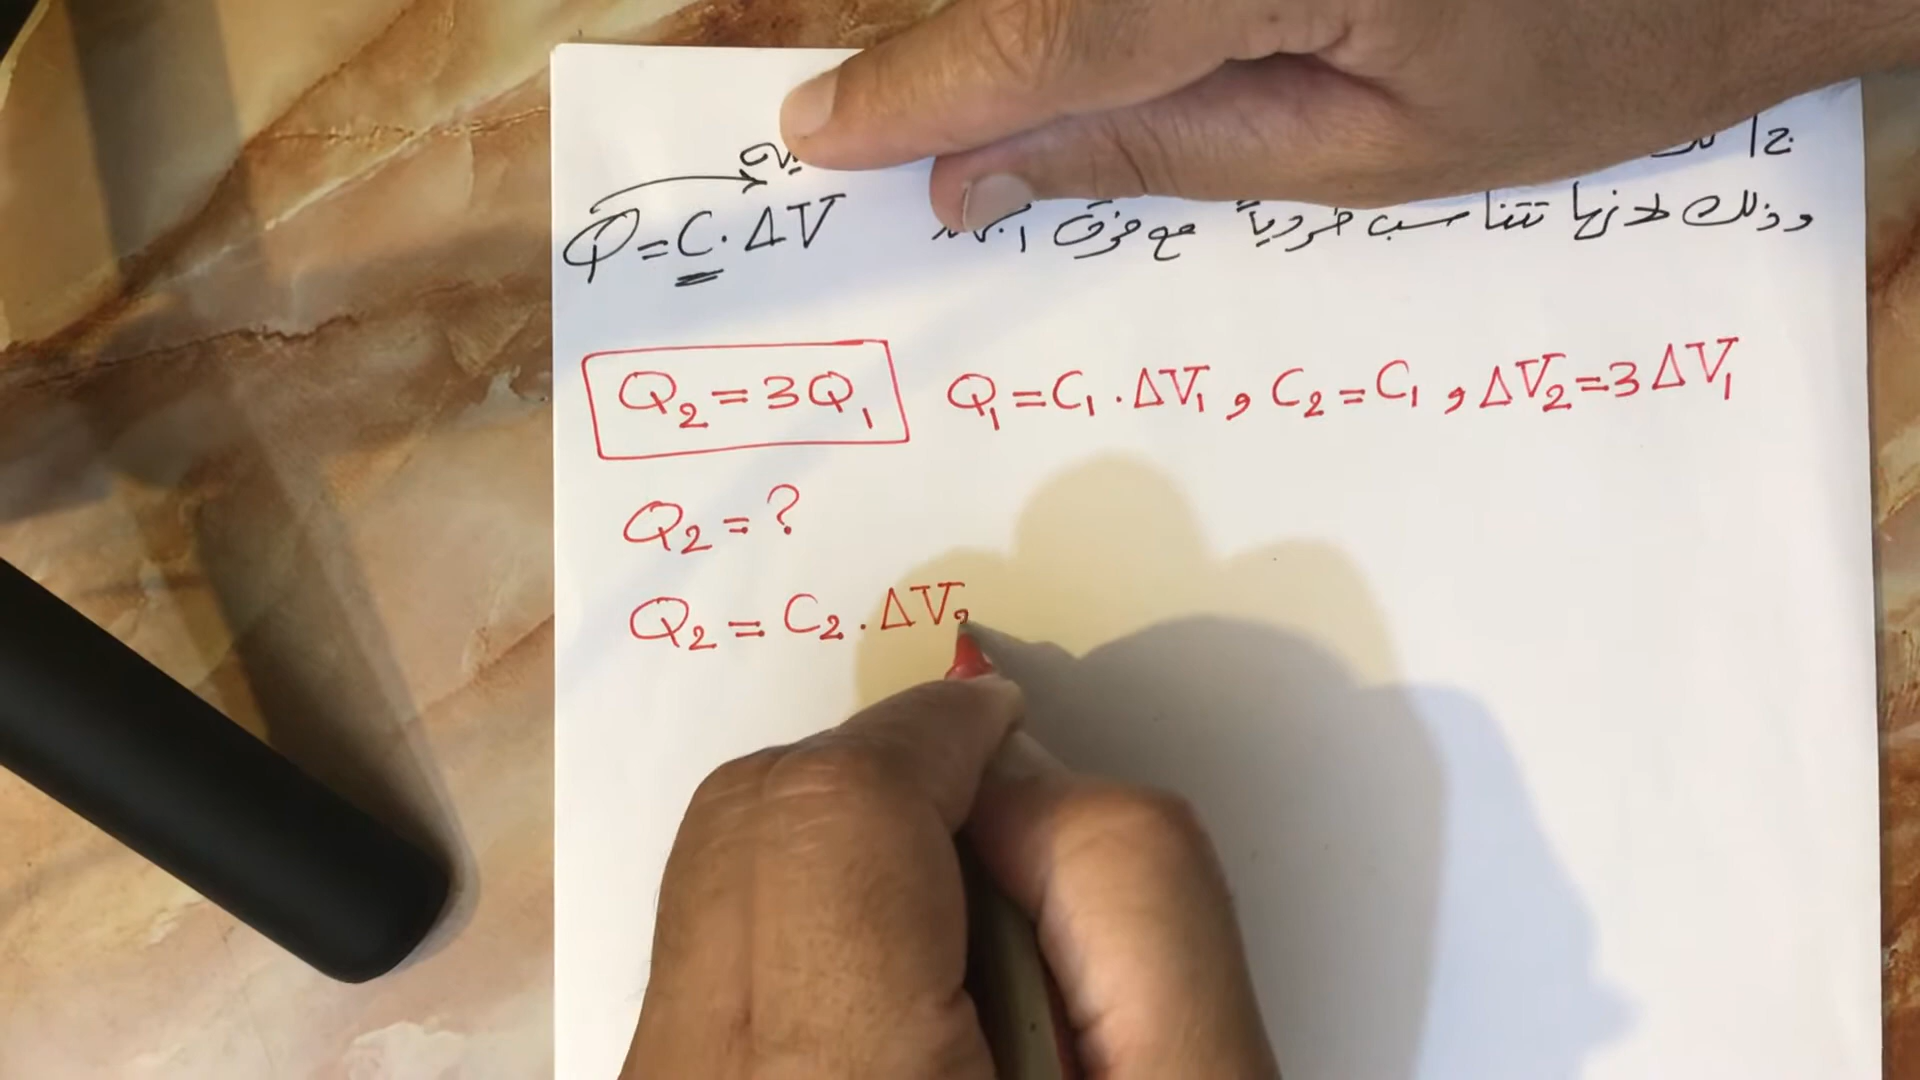 ج/
Q = C · ΔV وذلك لانها تتناسب طردياً مع فرق
Q₂ = 3Q₁ Q₁ = C₁ · ΔV₁ , C₂ = C₁ , ΔV₂ = 3ΔV₁
Q₂ = ?
Q₂ = C₂ · ΔV₂